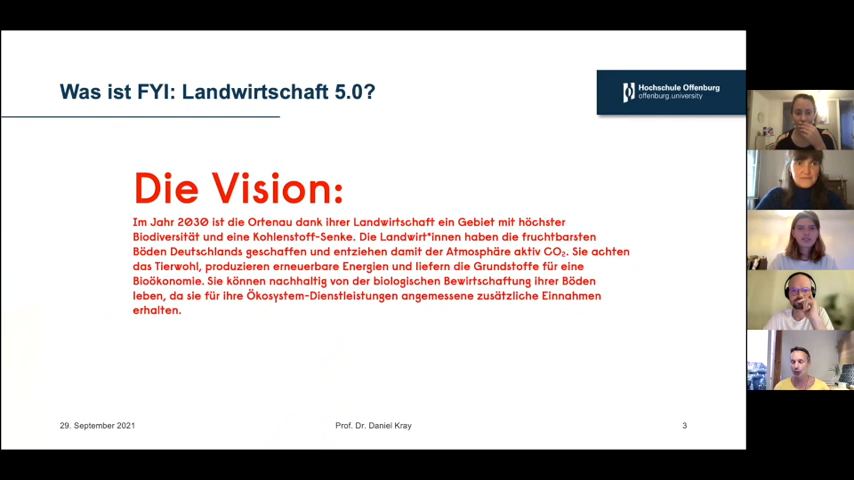 Was ist FYI: Landwirtschaft 5.0?
Hochschule Offenburg
offenburg.university
Die Vision:
Im Jahr 2030 ist die Ortenau dank ihrer Landwirtschaft ein Gebiet mit höchster
Biodiversität und eine Kohlenstoff-Senke. Die Landwirt*innen haben die fruchtbarsten
Böden Deutschlands geschaffen und entziehen damit der Atmosphäre aktiv CO₂. Sie achten
das Tierwohl, produzieren erneuerbare Energien und liefern die Grundstoffe für eine
Bioökonomie. Sie können nachhaltig von der biologischen Bewirtschaftung ihrer Böden
leben, da sie für ihre Ökosystem-Dienstleistungen angemessene zusätzliche Einnahmen
erhalten.
29. September 2021
Prof. Dr. Daniel Kray
3